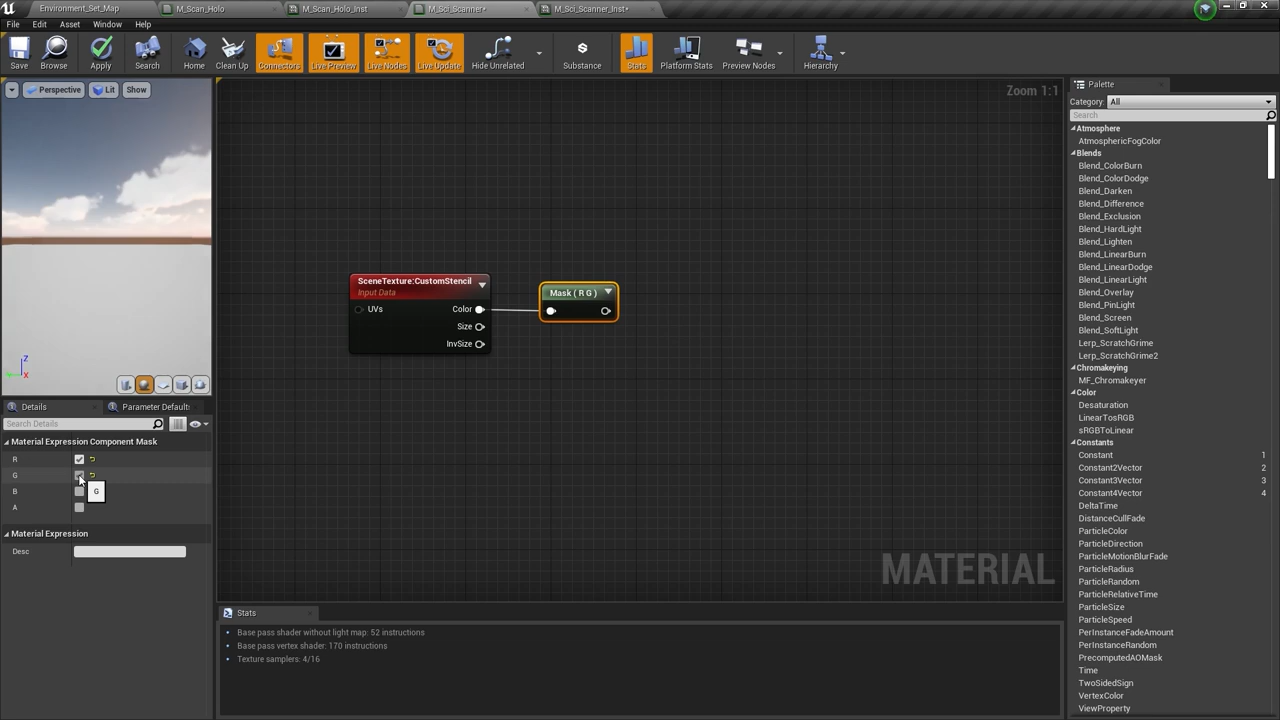 Environment_Set_Map
M_Scan_Holo
M_Scan_Holo_Inst
M_Sci_Scanner*
M_Sci_Scanner_Inst*
File
Edit
Asset
Window
Help
Save
Browse
Apply
Search
Home
Clean Up
Connectors
Live Preview
Live Nodes
Live Update
Hide Unrelated
Substance
Stats
Platform Stats
Preview Nodes
Hierarchy
Perspective
Lit
Show
Z
X
Zoom 1:1
SceneTexture:CustomStencil
Input Data
UVs
Color
Size
InvSize
Mask ( R G )
MATERIAL
Details
Parameter Default
Search Details
Material Expression Component Mask
R
G
G
B
A
Material Expression
Desc
Stats
Base pass shader without light map: 52 instructions
Base pass vertex shader: 170 instructions
Texture samplers: 4/16
Palette
Category: All
Search
Atmosphere
AtmosphericFogColor
Blends
Blend_ColorBurn
Blend_ColorDodge
Blend_Darken
Blend_Difference
Blend_Exclusion
Blend_HardLight
Blend_Lighten
Blend_LinearBurn
Blend_LinearDodge
Blend_LinearLight
Blend_Overlay
Blend_PinLight
Blend_Screen
Blend_SoftLight
Lerp_ScratchGrime
Lerp_ScratchGrime2
Chromakeying
MF_Chromakeyer
Color
Desaturation
LinearTosRGB
sRGBToLinear
Constants
Constant 1
Constant2Vector 2
Constant3Vector 3
Constant4Vector 4
DeltaTime
DistanceCullFade
ParticleColor
ParticleDirection
ParticleMotionBlurFade
ParticleRadius
ParticleRandom
ParticleRelativeTime
ParticleSize
ParticleSpeed
PerInstanceFadeAmount
PerInstanceRandom
PrecomputedAOMask
Time
TwoSidedSign
VertexColor
ViewProperty